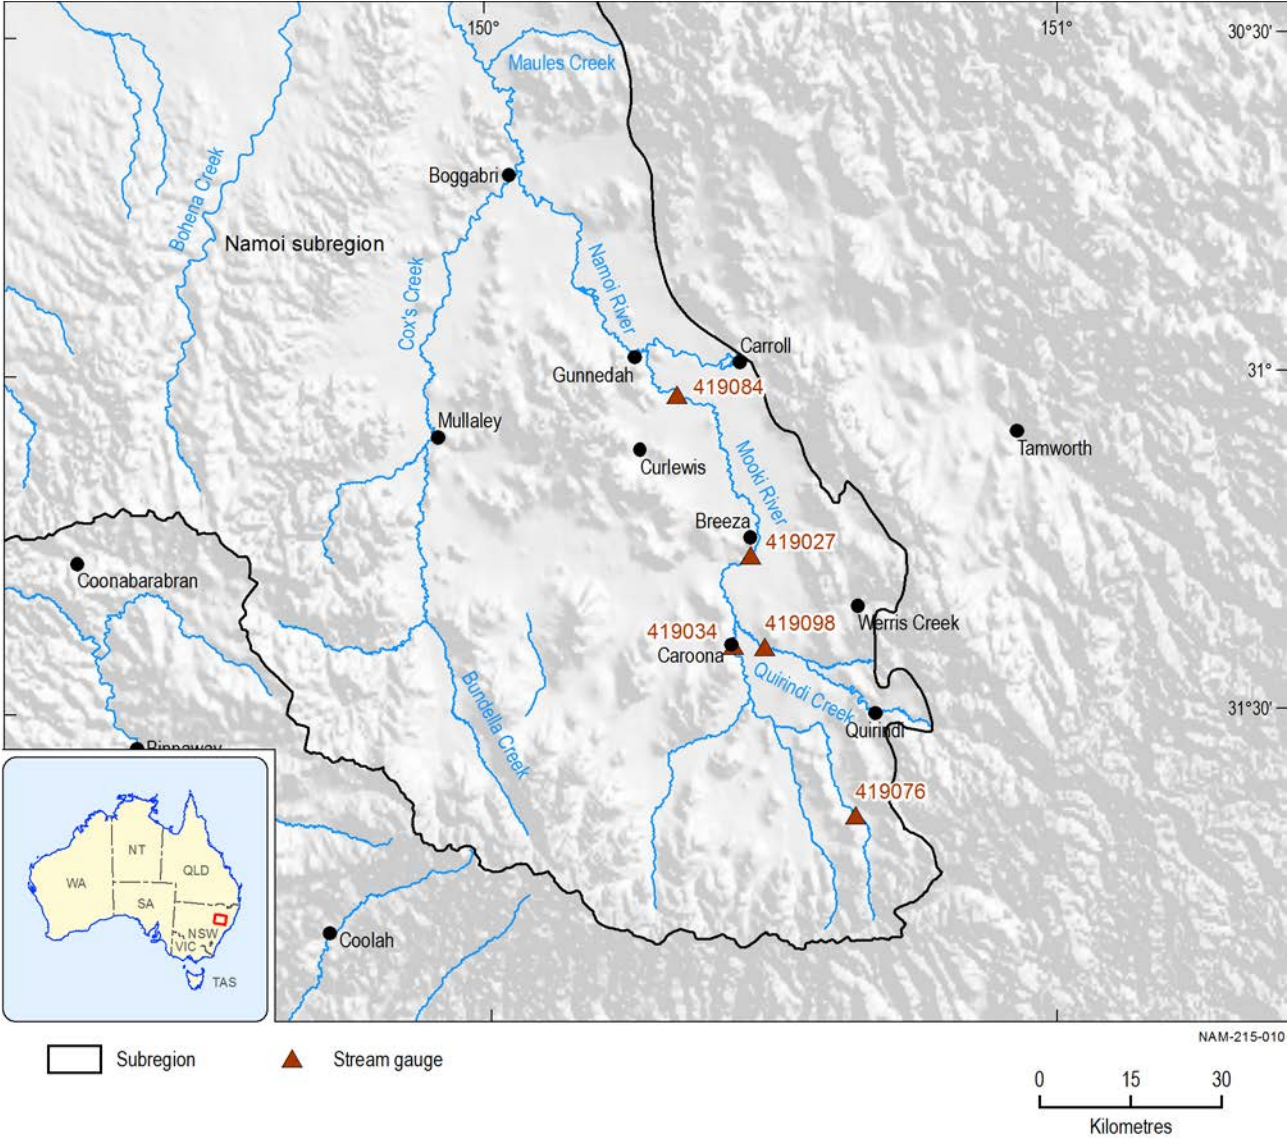 150°
151°
30°30'
Maules Creek
Boggabri
Bohena Creek
Namoi subregion
Cox's Creek
Namoi River
Carroll
31°
Gunnedah
419084
Mullaley
Tamworth
Curlewis
Mooki River
Breeza
419027
Coonabarabran
419034
419098
Werris Creek
Caroona
Quirindi Creek
Bundella Creek
31°30'
Quirindi
Binnaway
419076
NT
QLD
WA
SA
NSW
VIC
TAS
Coolah
NAM-215-010
Subregion
Stream gauge
0 15 30
Kilometres